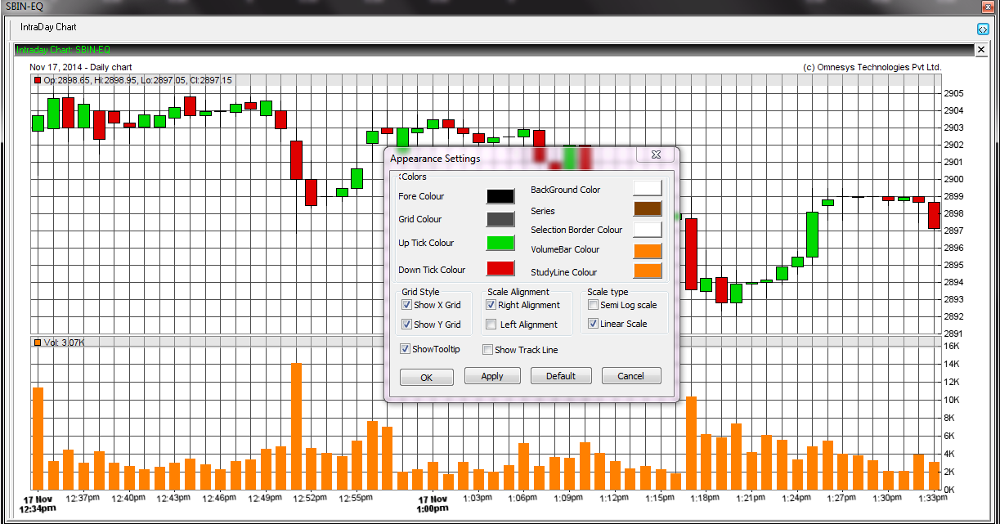 SBIN-EQ
IntraDay Chart
Intraday Chart: SBIN-EQ
Nov 17, 2014 - Daily chart
(c) Omnesys Technologies Pvt Ltd.
Op:2898.65, Hi:2898.95, Lo:2897.05, Cl:2897.15
2905
2904
2903
2902
2901
2900
2899
2898
2897
2896
2895
2894
2893
2892
2891
Appearance Settings
Colors
Fore Colour
BackGround Color
Grid Colour
Series
Up Tick Colour
Selection Border Colour
Down Tick Colour
VolumeBar Colour
StudyLine Colour
Grid Style
Show X Grid
Show Y Grid
Scale Alignment
Right Alignment
Left Alignment
Scale type
Semi Log scale
Linear Scale
ShowTooltip
Show Track Line
OK
Apply
Default
Cancel
Vol: 3.07K
16K
14K
12K
10K
8K
6K
4K
2K
0K
17 Nov
12:34pm
12:37pm
12:40pm
12:43pm
12:46pm
12:49pm
12:52pm
12:55pm
17 Nov
1:00pm
1:03pm
1:06pm
1:09pm
1:12pm
1:15pm
1:18pm
1:21pm
1:24pm
1:27pm
1:30pm
1:33pm